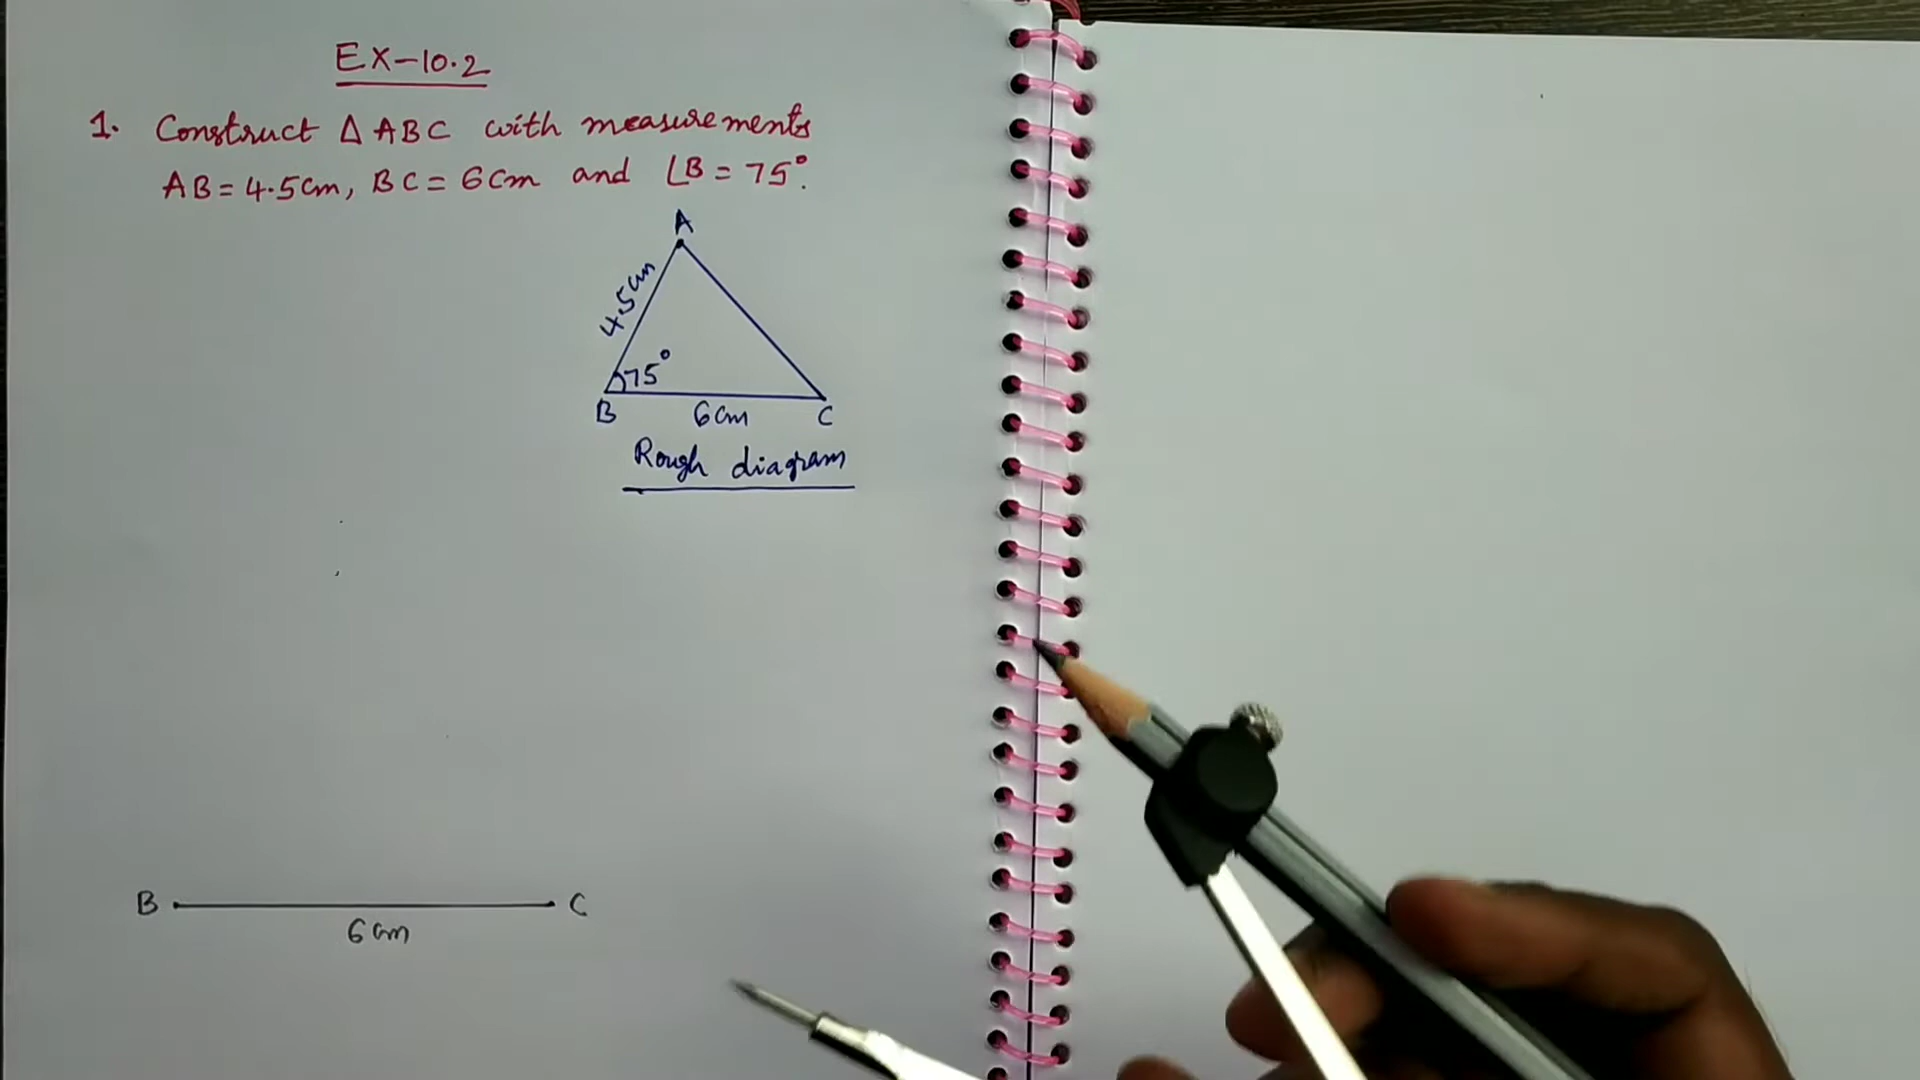 EX-10.2
1. Construct Δ ABC with measurements
AB = 4.5cm, BC = 6cm and ∠B = 75°.
A
4.5cm
75°
B 6cm C
Rough diagram
B C
6cm